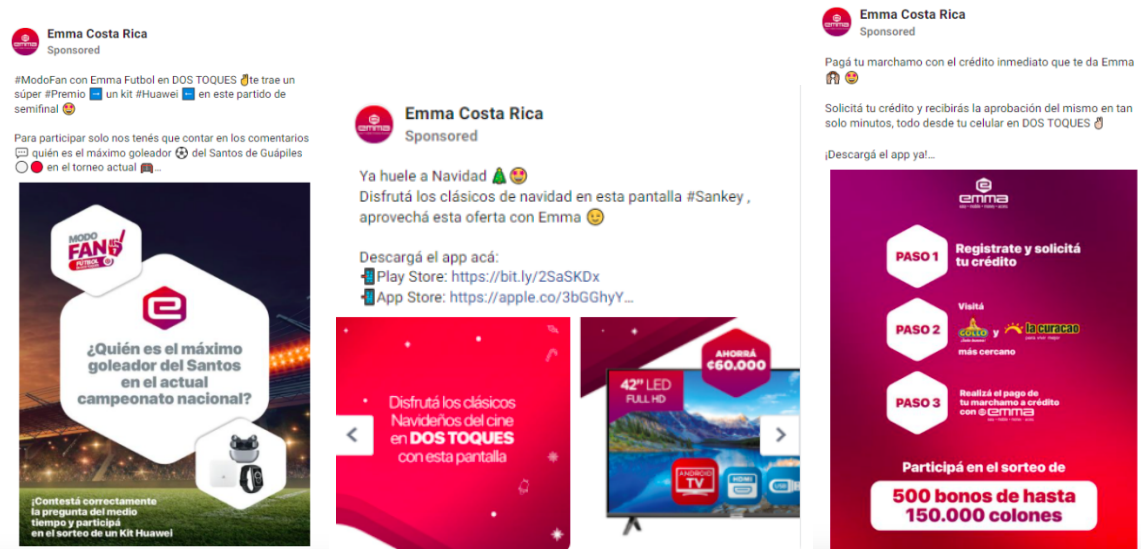 Emma Costa Rica
Sponsored
#ModoFan con Emma Futbol en DOS TOQUES ✌️te trae un
súper #Premio ➡️ un kit #Huawei ⬅️ en este partido de
semifinal 🤩
Para participar solo nos tenés que contar en los comentarios
💬 quién es el máximo goleador ⚽ del Santos de Guápiles
⚪🔴 en el torneo actual 🥅...
MODO
FAN
FÚTBOL
¿Quién es el máximo
goleador del Santos
en el actual
campeonato nacional?
¡Contestá correctamente
la pregunta del medio
tiempo y participá
en el sorteo de un Kit Huawei
emma
Emma Costa Rica
Sponsored
Ya huele a Navidad 🎄🤩
Disfrutá los clásicos de navidad en esta pantalla #Sankey ,
aprovechá esta oferta con Emma 😉
Descargá el app acá:
📲Play Store: https://bit.ly/2SaSKDx
📲App Store: https://apple.co/3bGGhyY...
Disfrutá los clásicos
Navideños del cine
en DOS TOQUES
con esta pantalla
AHORRÁ
₡60.000
42" LED
FULL HD
ANDROID
TV
HDMI
USB
Emma Costa Rica
Sponsored
Pagá tu marchamo con el crédito inmediato que te da Emma
🙌 🤩
Solicitá tu crédito y recibirás la aprobación del mismo en tan
solo minutos, todo desde tu celular en DOS TOQUES ✌🏻
¡Descargá el app ya!...
emma
PASO 1
Registrate y solicitá
tu crédito
PASO 2
Visitá
GOLLO y la curacao
más cercano
PASO 3
Realizá el pago de
tu marchamo a crédito
con emma
Participá en el sorteo de
500 bonos de hasta
150.000 colones